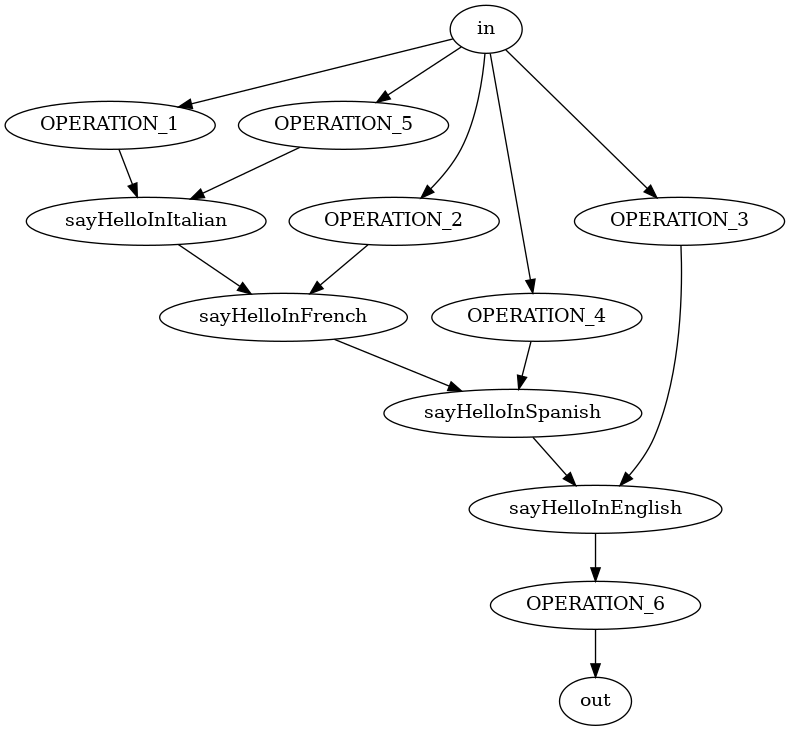 in
OPERATION_1
OPERATION_5
sayHelloInItalian
OPERATION_2
OPERATION_3
sayHelloInFrench
OPERATION_4
sayHelloInSpanish
sayHelloInEnglish
OPERATION_6
out